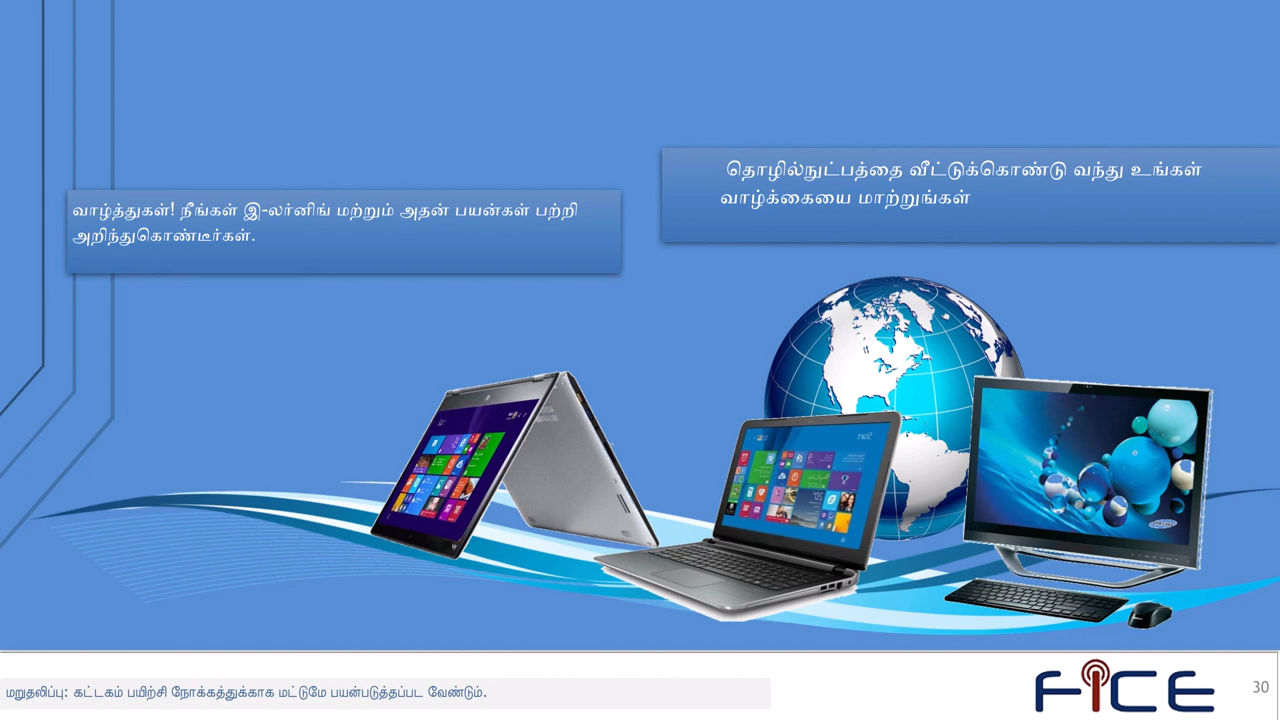 வாழ்த்துகள்! நீங்கள் இ-லர்னிங் மற்றும் அதன் பயன்கள் பற்றி
அறிந்துகொண்டீர்கள்.
தொழில்நுட்பத்தை வீட்டுக்கொண்டு வந்து உங்கள்
வாழ்க்கையை மாற்றுங்கள்
மறுதலிப்பு: கட்டகம் பயிற்சி நோக்கத்துக்காக மட்டுமே பயன்படுத்தப்பட வேண்டும்.
FICE
30